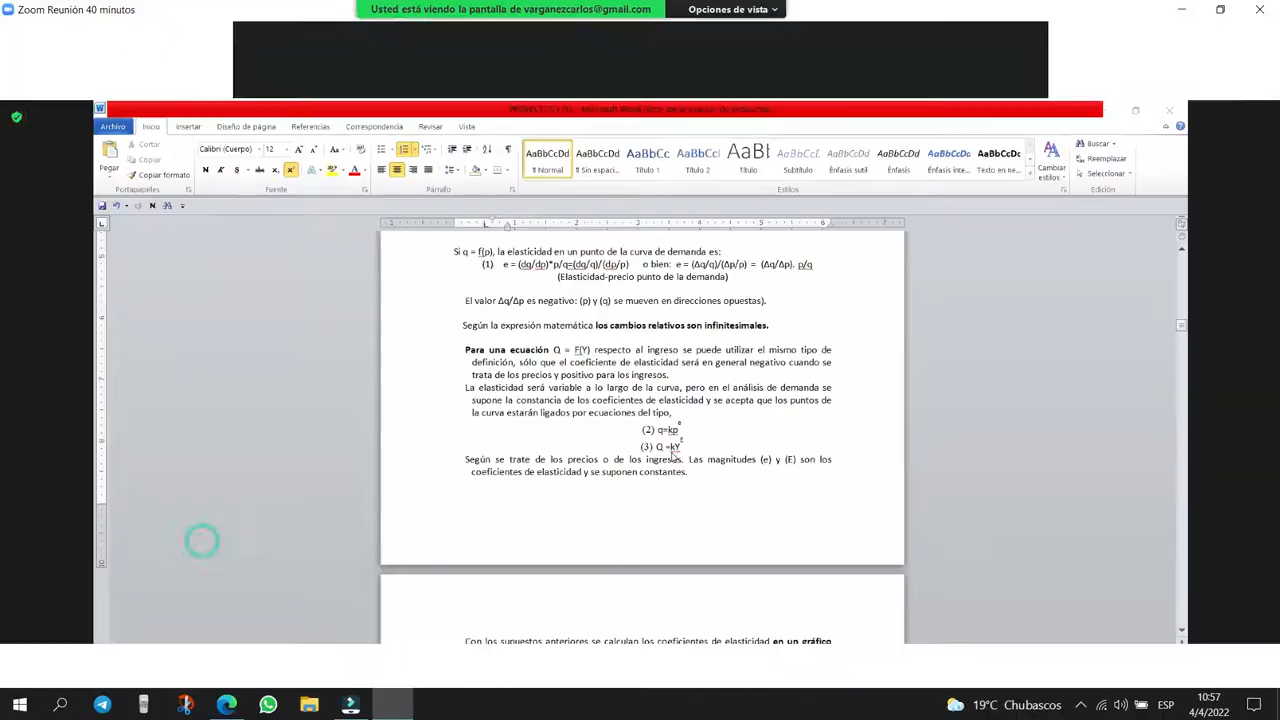 Zoom Reunión 40 minutos
Usted está viendo la pantalla de varganezcarlos@gmail.com
Opciones de vista
Archivo Inicio Insertar Diseño de página Referencias Correspondencia Revisar Vista
Pegar
Cortar
Copiar
Copiar formato
Portapapeles
Calibri (Cuerpo) 12
Fuente
Párrafo
AaBbCcDd AaBbCcDd AaBbCc AaBbCcI AaB AaBbCcI AaBbCcDd AaBbCcDd AaBbCcDd AaBbCcDd
¶ Normal ¶ Sin espaci... Título 1 Título 2 Título Subtítulo Énfasis sutil Énfasis Énfasis inte... Texto en ne...
Estilos
Cambiar estilos
Buscar
Reemplazar
Seleccionar
Edición
Si q = f(p), la elasticidad en un punto de la curva de demanda es:
(1) e = (dq/dp)*p/q=(dq/q)/(dp/p) o bien: e = (Δq/q)/(Δp/p) = (Δq/Δp). p/q
(Elasticidad-precio punto de la demanda)
El valor Δq/Δp es negativo: (p) y (q) se mueven en direcciones opuestas).
Según la expresión matemática los cambios relativos son infinitesimales.
Para una ecuación Q = F(Y) respecto al ingreso se puede utilizar el mismo tipo de
definición, sólo que el coeficiente de elasticidad será en general negativo cuando se
trata de los precios y positivo para los ingresos.
La elasticidad será variable a lo largo de la curva, pero en el análisis de demanda se
supone la constancia de los coeficientes de elasticidad y se acepta que los puntos de
la curva estarán ligados por ecuaciones del tipo,
(2) q=kp^e
(3) Q =kY^E
Según se trate de los precios o de los ingresos. Las magnitudes (e) y (E) son los
coeficientes de elasticidad y se suponen constantes.
Con los supuestos anteriores se calculan los coeficientes de elasticidad en un gráfico
19°C Chubascos
ESP
10:57
4/4/2022